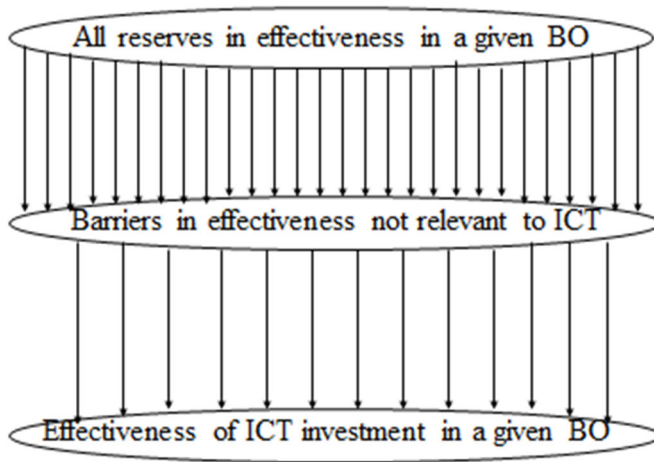 All reserves in effectiveness in a given BO
Barriers in effectiveness not relevant to ICT
Effectiveness of ICT investment in a given BO